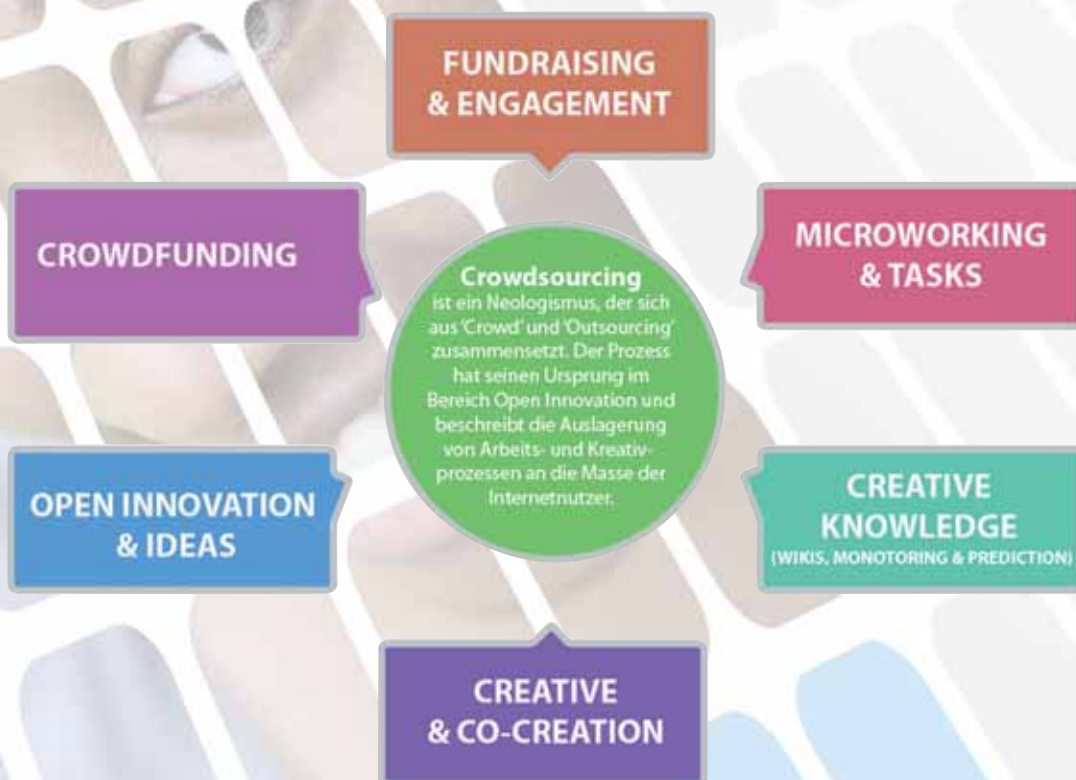 FUNDRAISING
& ENGAGEMENT
CROWDFUNDING
MICROWORKING
& TASKS
Crowdsourcing
ist ein Neologismus, der sich
aus 'Crowd' und 'Outsourcing'
zusammensetzt. Der Prozess
hat seinen Ursprung im
Bereich Open Innovation und
beschreibt die Auslagerung
von Arbeits- und Kreativ-
prozessen an die Masse der
Internetnutzer.
OPEN INNOVATION
& IDEAS
CREATIVE
KNOWLEDGE
(WIKIS, MONOTORING & PREDICTION)
CREATIVE
& CO-CREATION